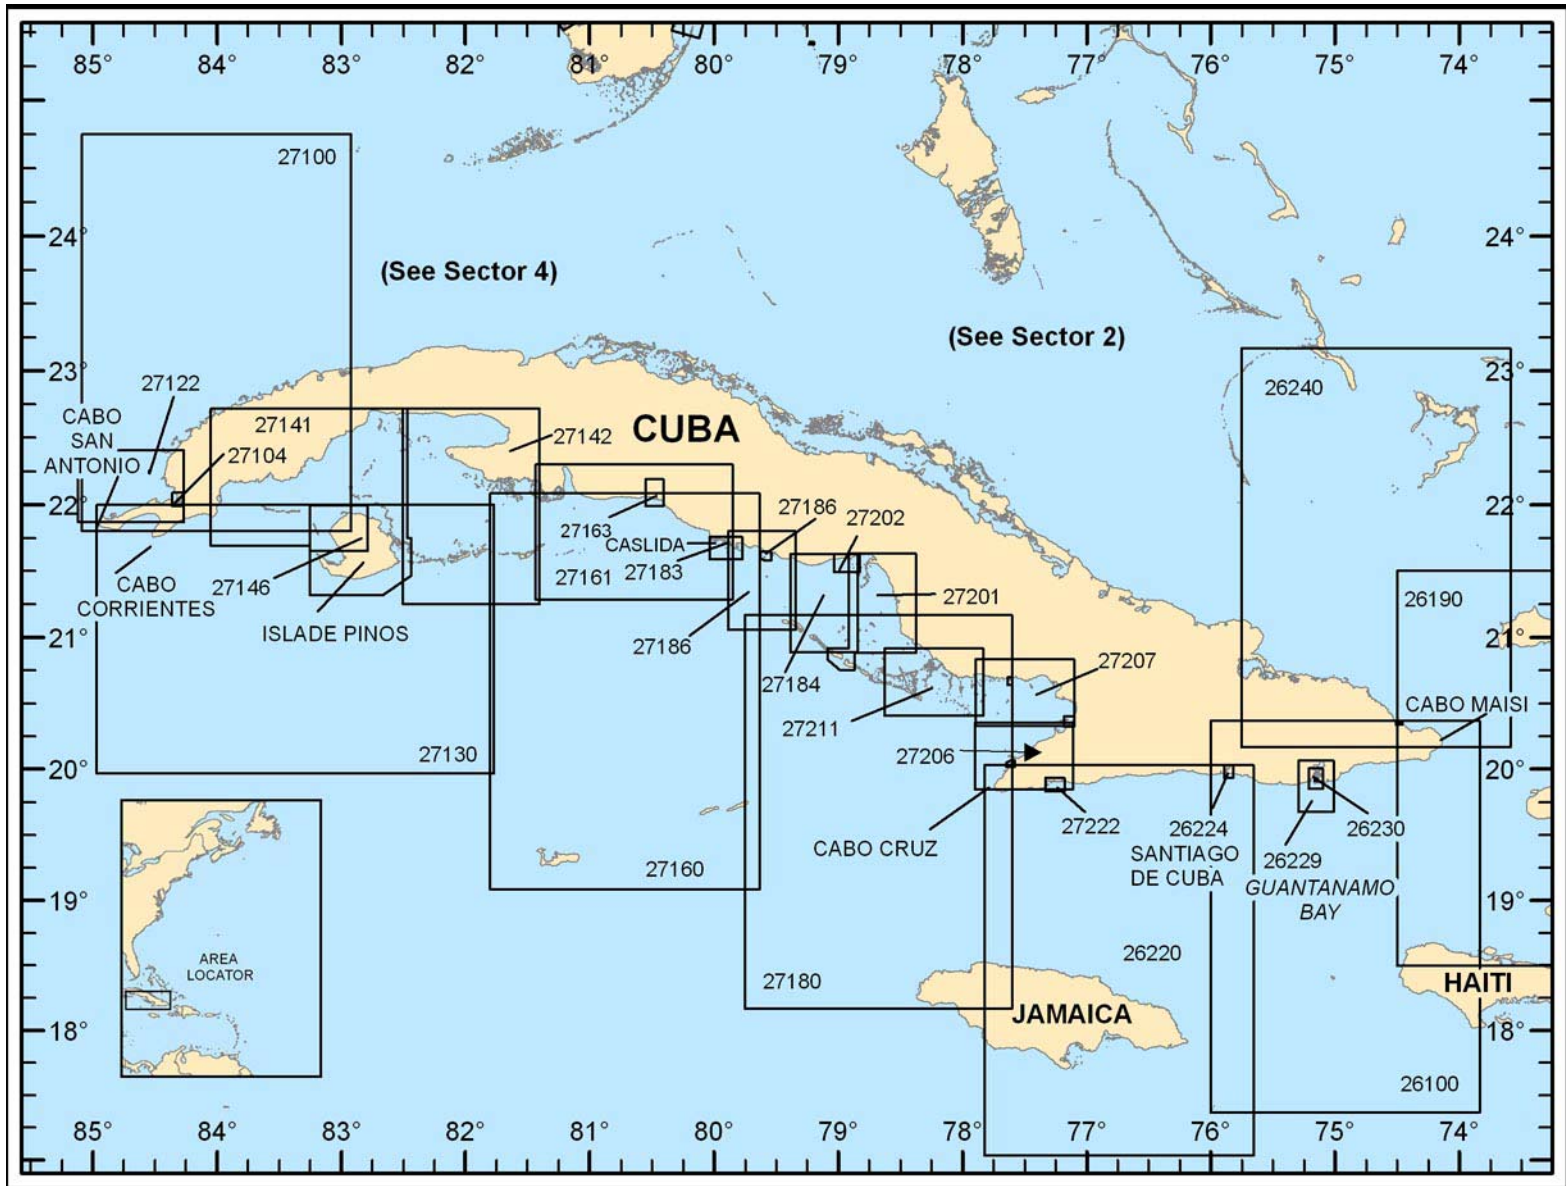 85° 84° 83° 82° 81° 80° 79° 78° 77° 76° 75° 74°
27100
24° 24°
(See Sector 4)
(See Sector 2)
23° 23°
27122
26240
CABO
SAN
ANTONIO
27141
27104
CUBA
27142
22° 22°
27186
27202
27163
CASLIDA
27161
27183
CABO
CORRIENTES
27146
27201
26190
ISLADE PINOS
21° 21°
27186
27207
27184
CABO MAISI
27211
27130
27206
20° 20°
27222
26224
26230
CABO CRUZ
SANTIAGO
DE CUBA
26229
GUANTANAMO
BAY
27160
19° 19°
AREA
LOCATOR
26220
27180
HAITI
JAMAICA
18° 18°
26100
85° 84° 83° 82° 81° 80° 79° 78° 77° 76° 75° 74°